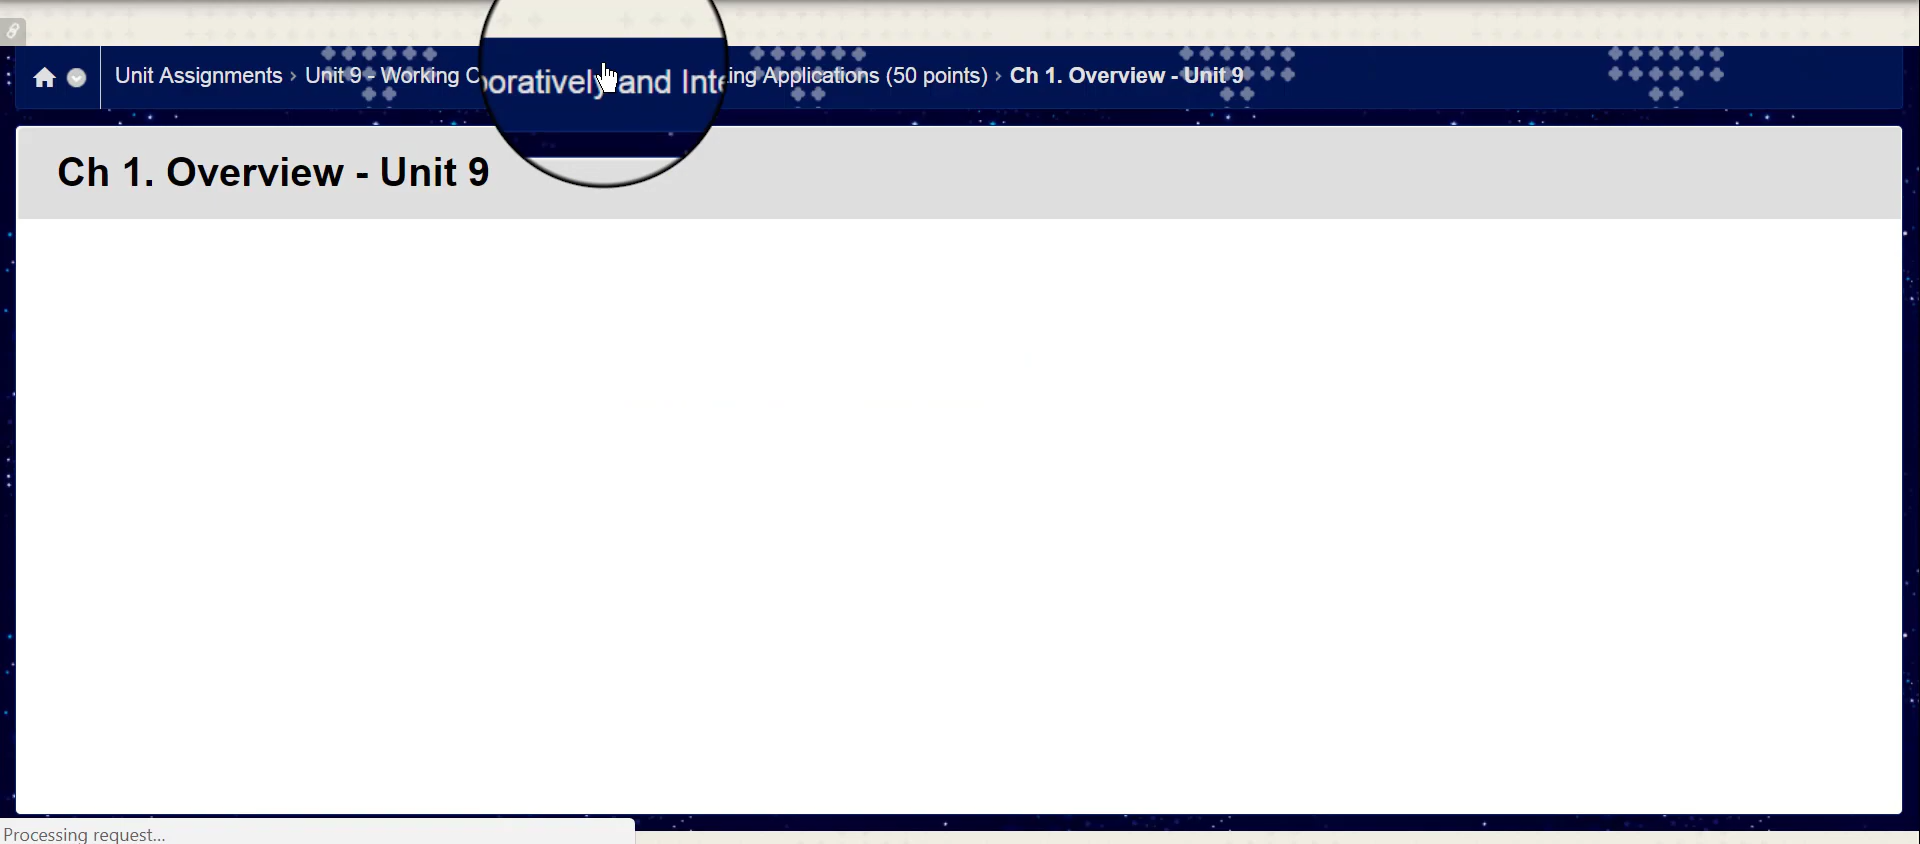 Unit Assignments › Unit 9 - Working C oratively and Inte ing Applications (50 points) › Ch 1. Overview - Unit 9
Ch 1. Overview - Unit 9
Processing request...